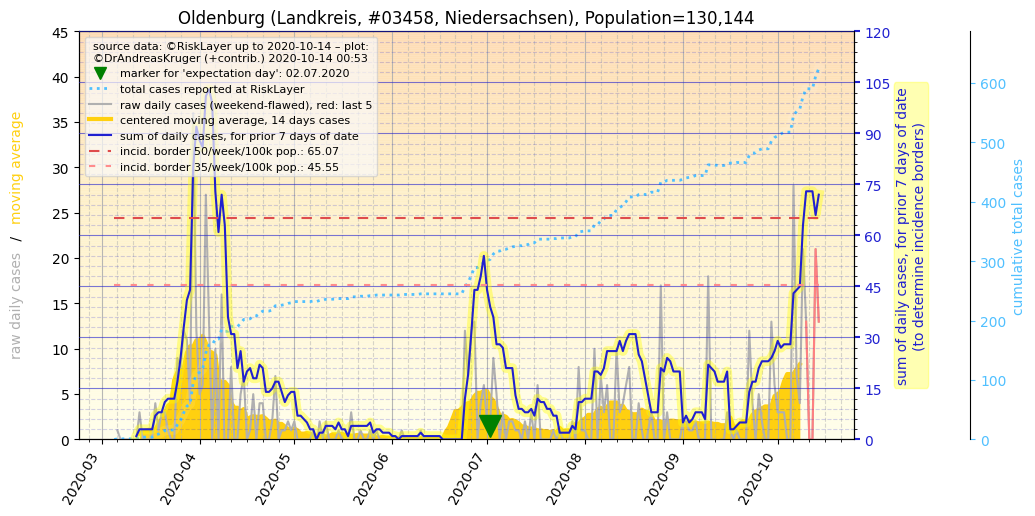 Oldenburg (Landkreis, #03458, Niedersachsen), Population=130,144
source data: ©RiskLayer up to 2020-10-14 – plot:
©DrAndreasKruger (+contrib.) 2020-10-14 00:53
marker for 'expectation day': 02.07.2020
total cases reported at RiskLayer
raw daily cases (weekend-flawed), red: last 5
centered moving average, 14 days cases
sum of daily cases, for prior 7 days of date
incid. border 50/week/100k pop.: 65.07
incid. border 35/week/100k pop.: 45.55
raw daily cases / moving average
45
40
35
30
25
20
15
10
5
0
2020-03
2020-04
2020-05
2020-06
2020-07
2020-08
2020-09
2020-10
120
105
90
75
60
45
30
15
0
sum of daily cases, for prior 7 days of date
(to determine incidence borders)
600
500
400
300
200
100
0
cumulative total cases